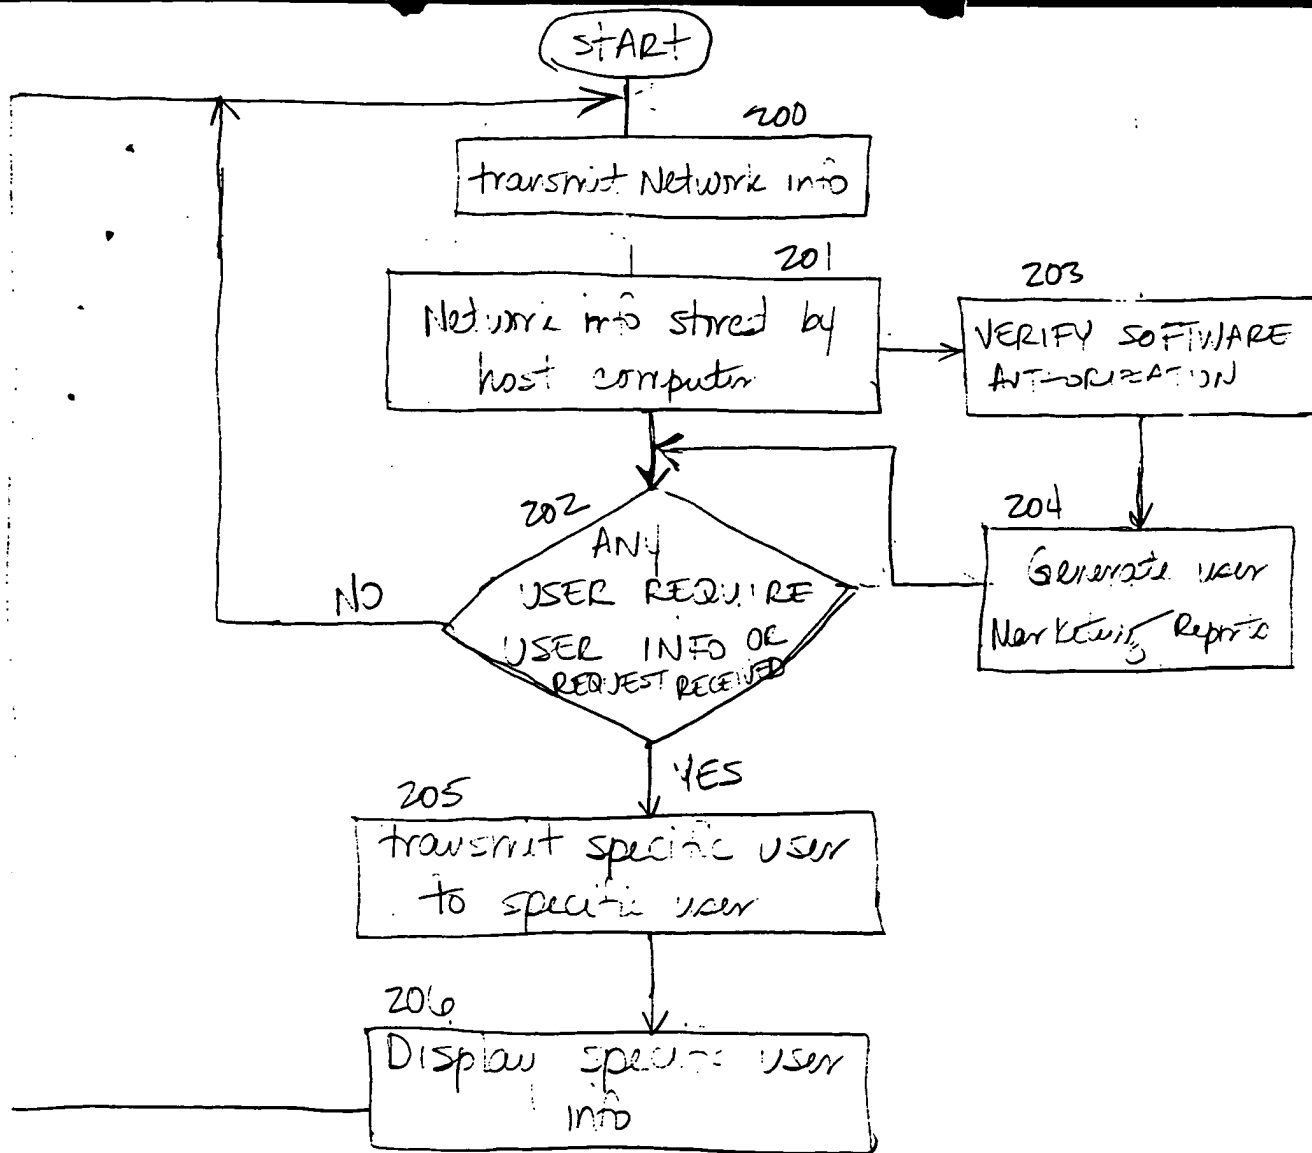 START
200
transmit Network info
201
Network info stored by
host computer
203
VERIFY SOFTWARE
AUTHORIZATION
202
ANY
USER REQUIRE
USER INFO OR
REQUEST RECEIVED
NO
204
Generate user
Marketing Reports
YES
205
transmit specific user
to specific user
206
Display specific user
info